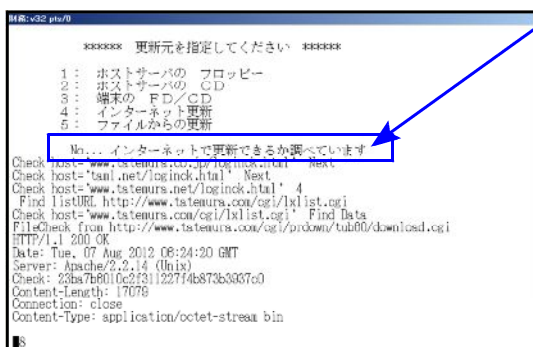 財務:v32 pts/0
****** 更新元を指定してください ******
1： ホストサーバの フロッピー
2： ホストサーバの CD
3： 端末の FD／CD
4： インターネット更新
5： ファイルからの更新
No... インターネットで更新できるか調べています
Check host='www.tatemura.co.jp/loginck.html' Next
Check host='taml.net/loginck.html' Next
Check host='www.tatemura.net/loginck.html' 4
Find listURL http://www.tatemura.com/cgi/lxlist.cgi
Check host='www.tatemura.com/cgi/lxlist.cgi' Find Data
FileCheck from http://www.tatemura.com/cgi/prdown/tub80/download.cgi
HTTP/1.1 200 OK
Date: Tue, 07 Aug 2012 06:24:20 GMT
Server: Apache/2.2.14 (Unix)
Check: 23ba7b6010c2f311227f4b873b3937c0
Content-Length: 17079
Connection: close
Content-Type: application/octet-stream bin
8